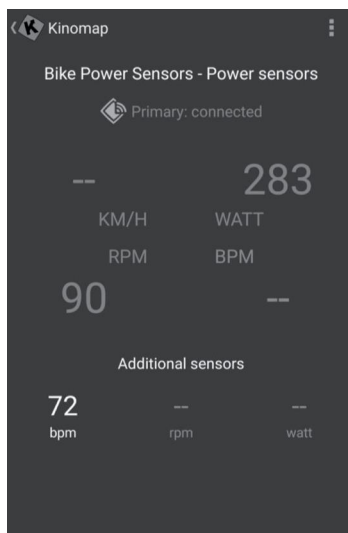 Kinomap
Bike Power Sensors - Power sensors
Primary: connected
-- 283
KM/H WATT
RPM BPM
90 --
Additional sensors
72 -- --
bpm rpm watt